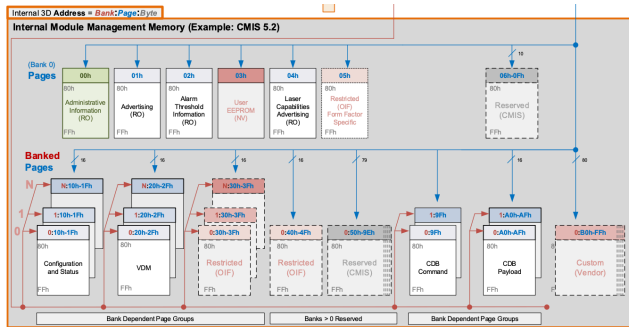 Internal 3D Address = Bank:Page:Byte
Internal Module Management Memory (Example: CMIS 5.2)
(Bank 0)
Pages
10
00h
80h
Administrative
Information
(RO)
FFh
01h
80h
Advertising
(RO)
FFh
02h
80h
Alarm
Threshold
Information
(RO)
FFh
03h
80h
User
EEPROM
(NV)
FFh
04h
80h
Laser
Capabilities
Advertising
(RO)
FFh
05h
80h
Restricted
(OIF)
Form Factor
Specific
FFh
06h-0Fh
80h
Reserved
(CMIS)
FFh
Banked
Pages
16
16
16
16
79
16
80
N
1
0
N:10h-1Fh
1:10h-1Fh
0:10h-1Fh
80h
Configuration
and Status
FFh
N:20h-2Fh
1:20h-2Fh
0:20h-2Fh
80h
VDM
FFh
N:30h-3Fh
1:30h-3Fh
0:30h-3Fh
80h
Restricted
(OIF)
FFh
0:40h-4Fh
80h
Restricted
(OIF)
FFh
0:50h-9Eh
80h
Reserved
(CMIS)
FFh
1:9Fh
0:9Fh
80h
CDB
Command
FFh
1:A0h-AFh
0:A0h-AFh
80h
CDB
Payload
FFh
0:B0h-FFh
80h
Custom
(Vendor)
FFh
Bank Dependent Page Groups
Banks > 0 Reserved
Bank Dependent Page Groups